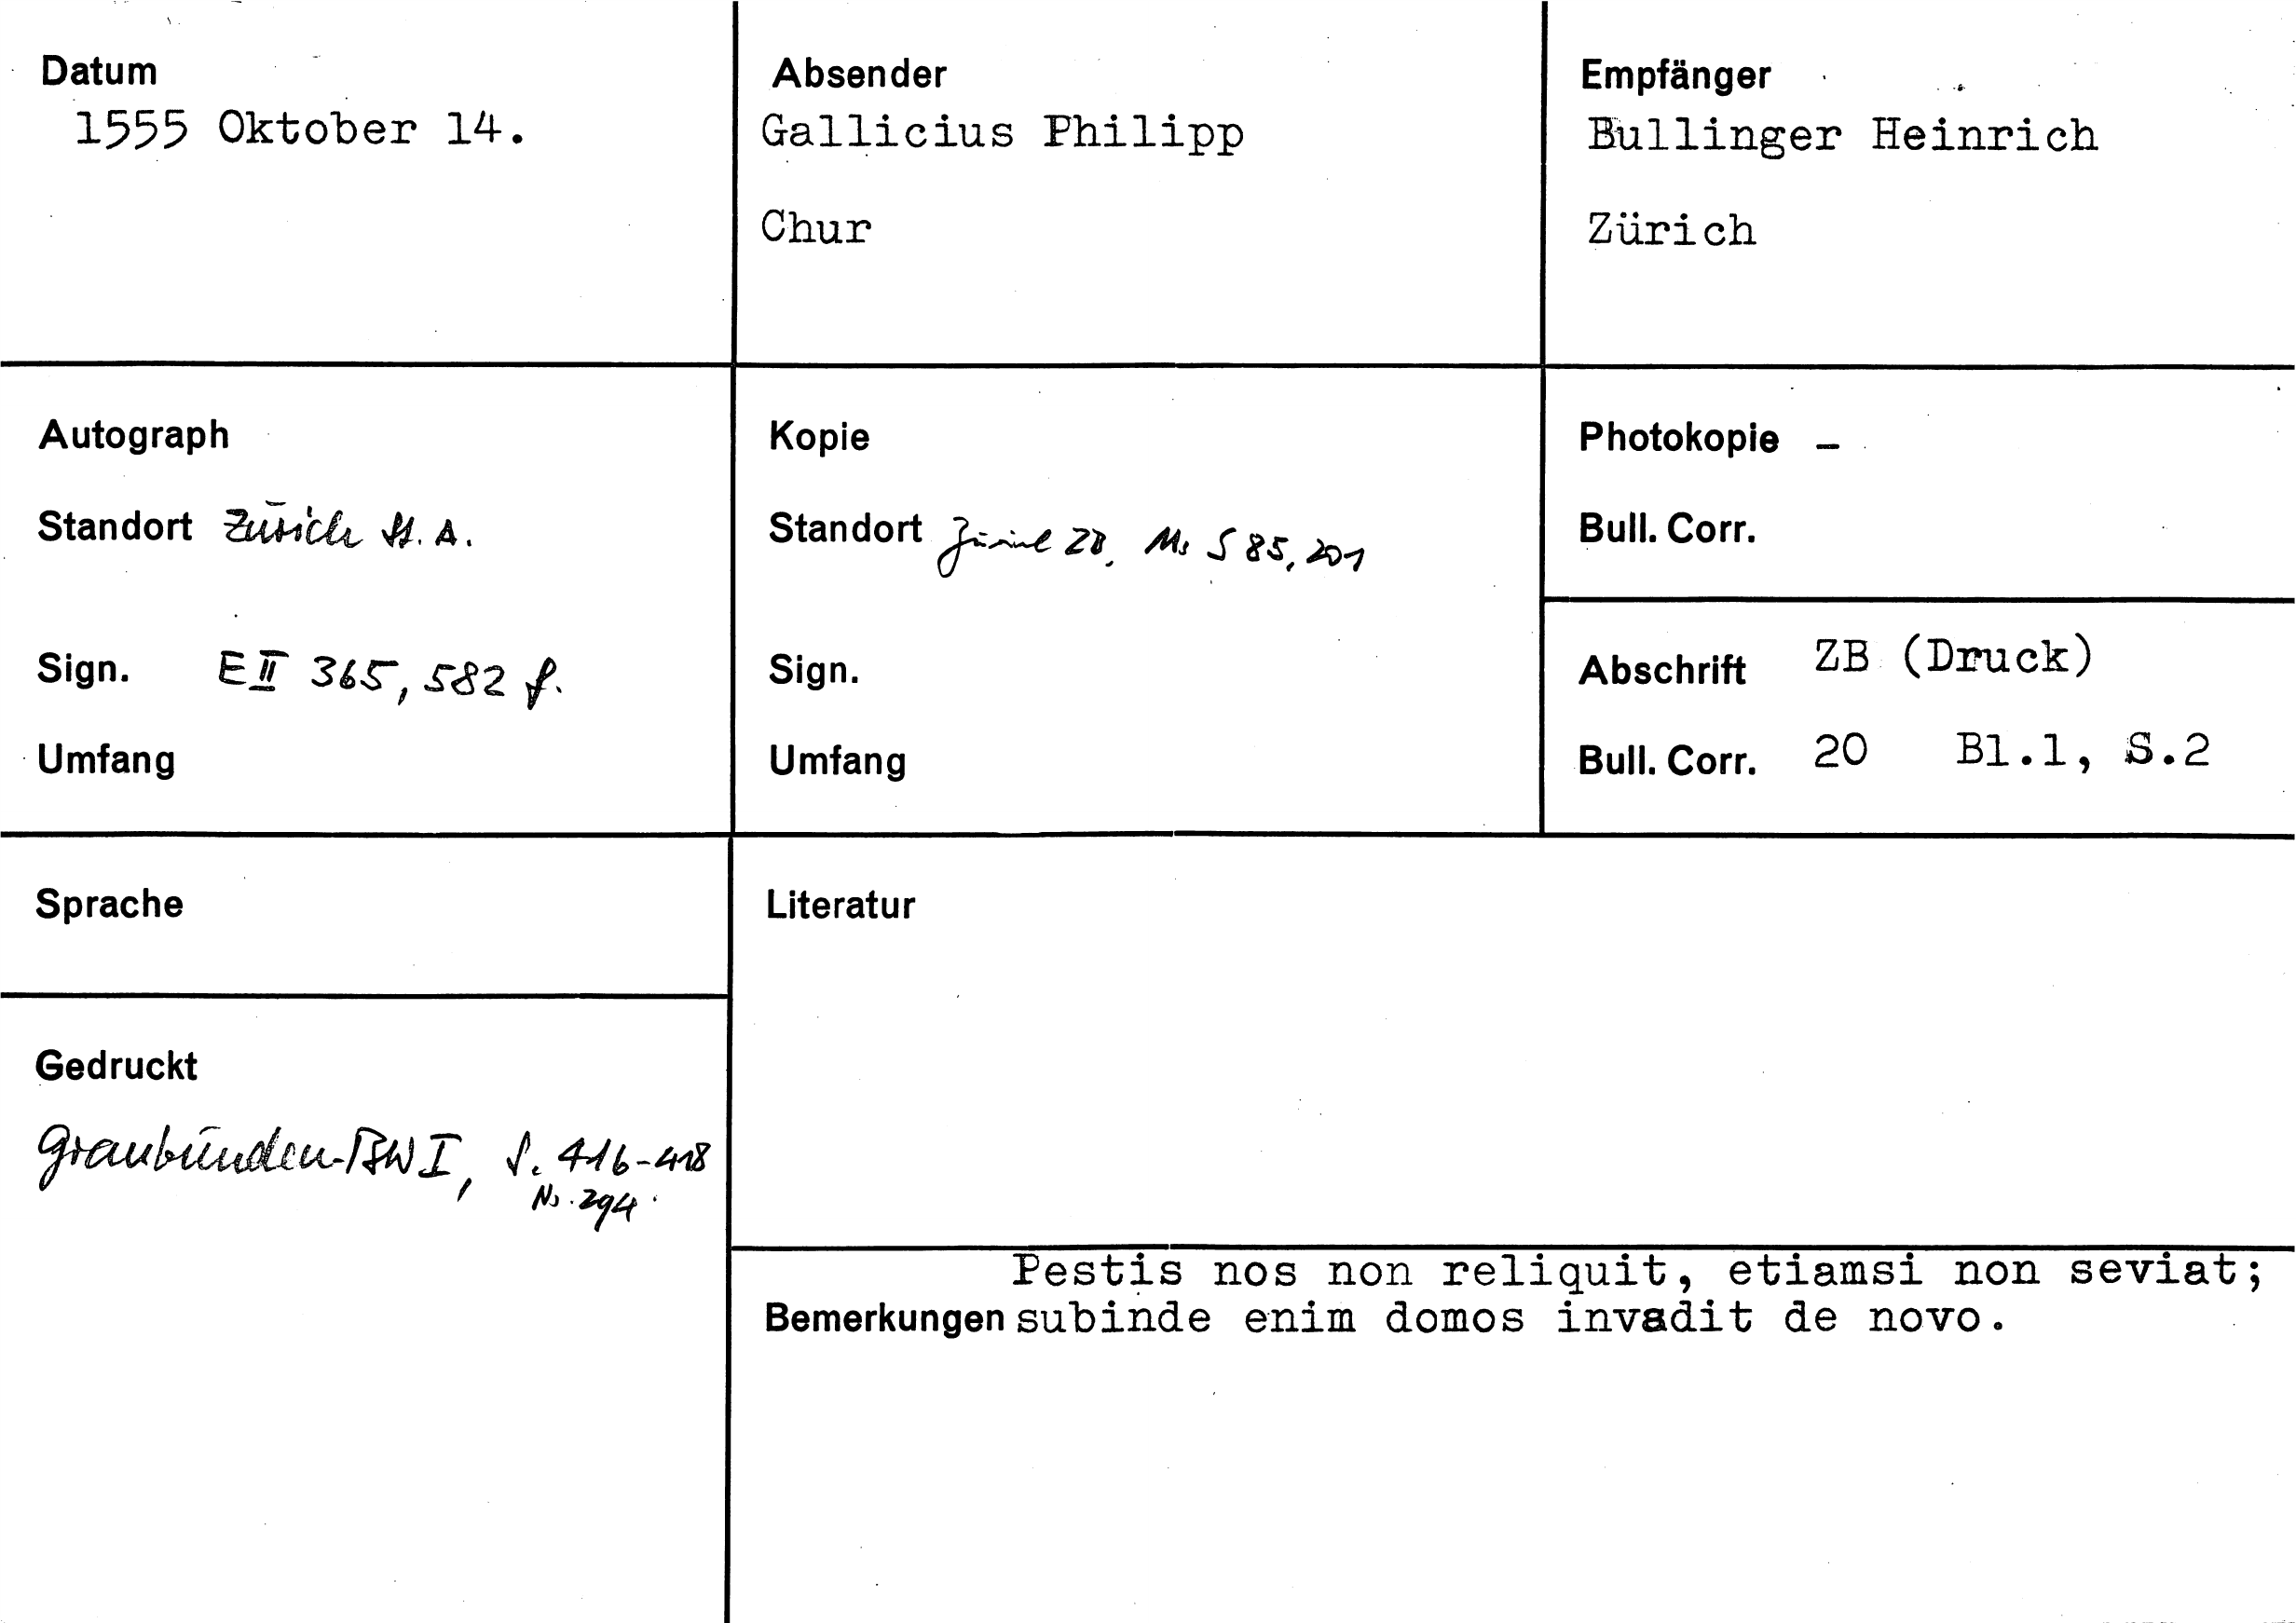 Datum
1555 Oktober 14.
Absender
Gallicius Philipp
Chur
Empfänger
Bullinger Heinrich
Zürich
Autograph
Standort Zürich St. A.
Sign. E II 365, 582 f.
Umfang
Kopie
Standort Zürich ZB, Ms S 85, 201
Sign.
Umfang
Photokopie –
Bull. Corr.
Abschrift ZB (Druck)
Bull. Corr. 20 Bl.1, S.2
Sprache
Gedruckt
Graubünden-BW I, S. 416-418
No. 294
Literatur
Pestis nos non reliquit, etiamsi non seviat;
Bemerkungen subinde enim domos invadit de novo.